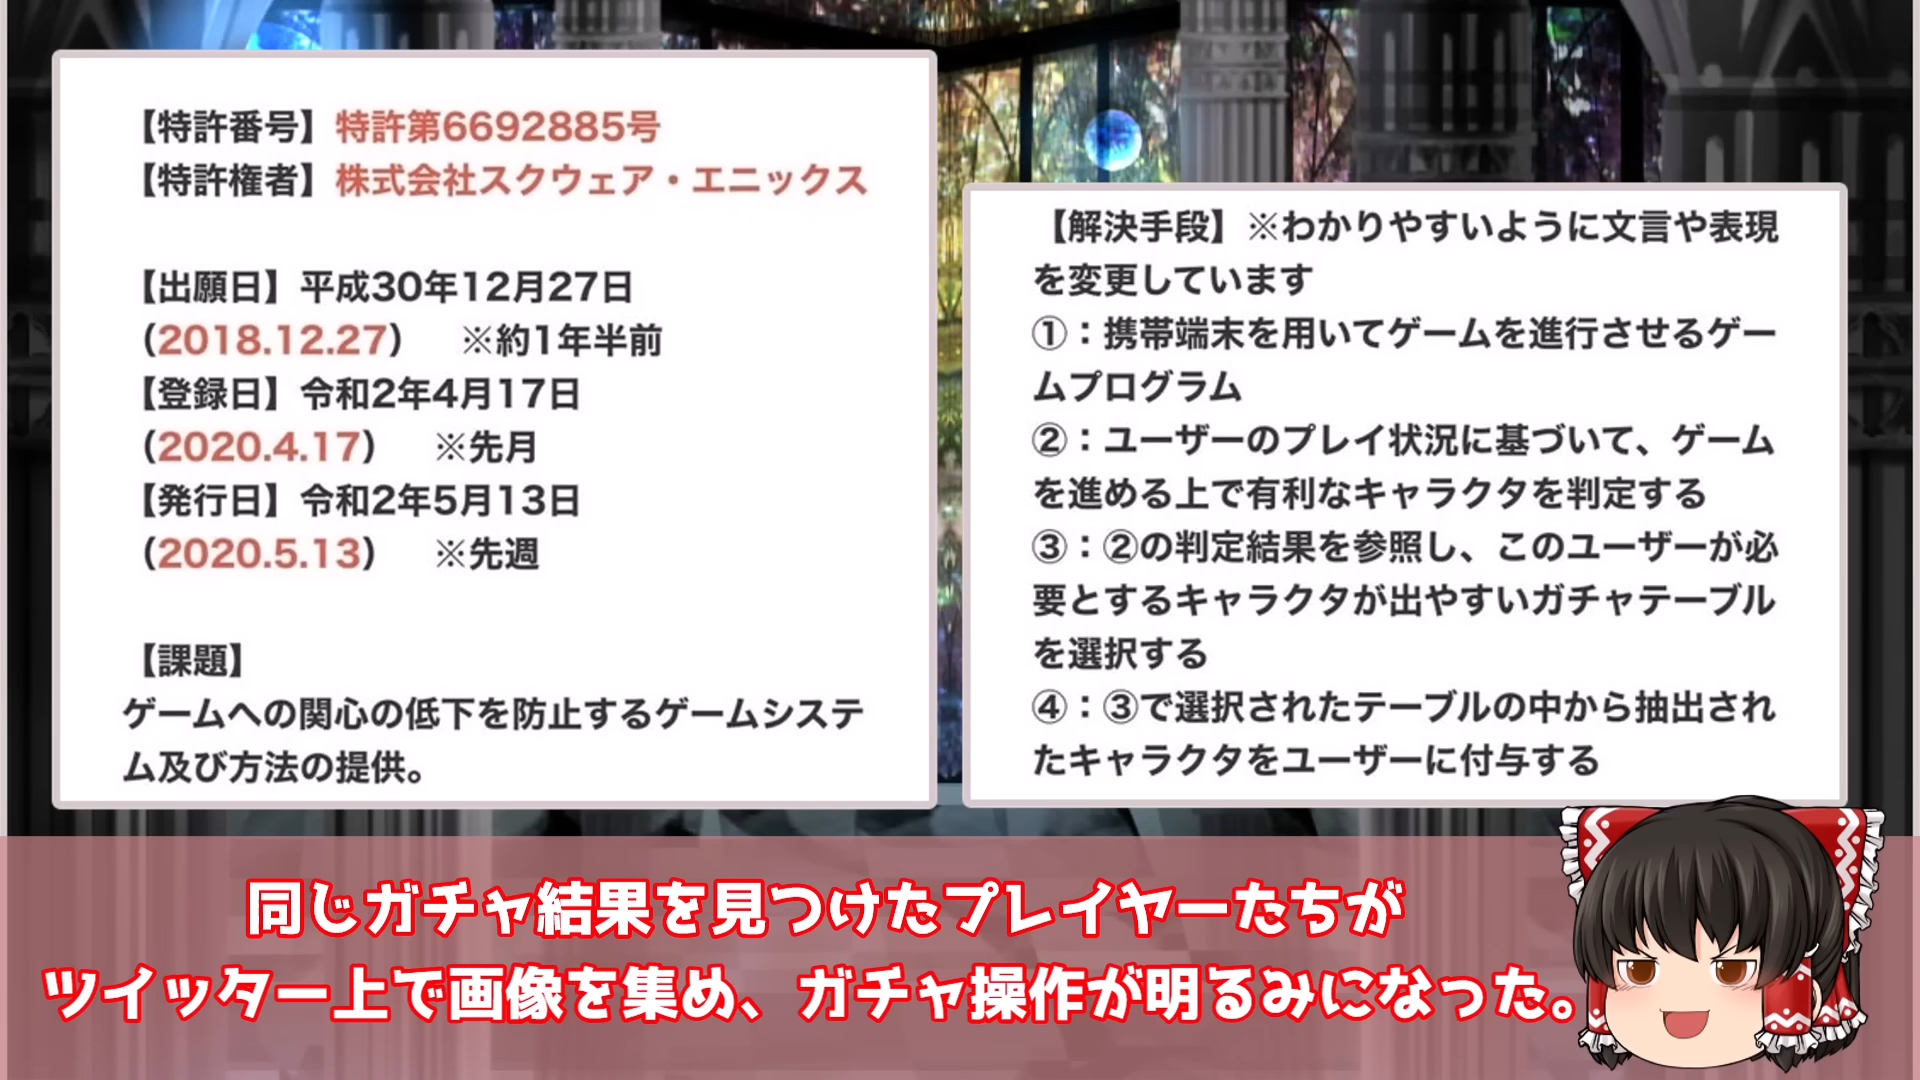 【特許番号】特許第6692885号
【特許権者】株式会社スクウェア・エニックス
【出願日】平成30年12月27日
（2018.12.27） ※約1年半前
【登録日】令和2年4月17日
（2020.4.17） ※先月
【発行日】令和2年5月13日
（2020.5.13） ※先週
【課題】
ゲームへの関心の低下を防止するゲームシステ
ム及び方法の提供。
【解決手段】※わかりやすいように文言や表現
を変更しています
①：携帯端末を用いてゲームを進行させるゲー
ムプログラム
②：ユーザーのプレイ状況に基づいて、ゲーム
を進める上で有利なキャラクタを判定する
③：②の判定結果を参照し、このユーザーが必
要とするキャラクタが出やすいガチャテーブル
を選択する
④：③で選択されたテーブルの中から抽出され
たキャラクタをユーザーに付与する
同じガチャ結果を見つけたプレイヤーたちが
ツイッター上で画像を集め、ガチャ操作が明るみになった。